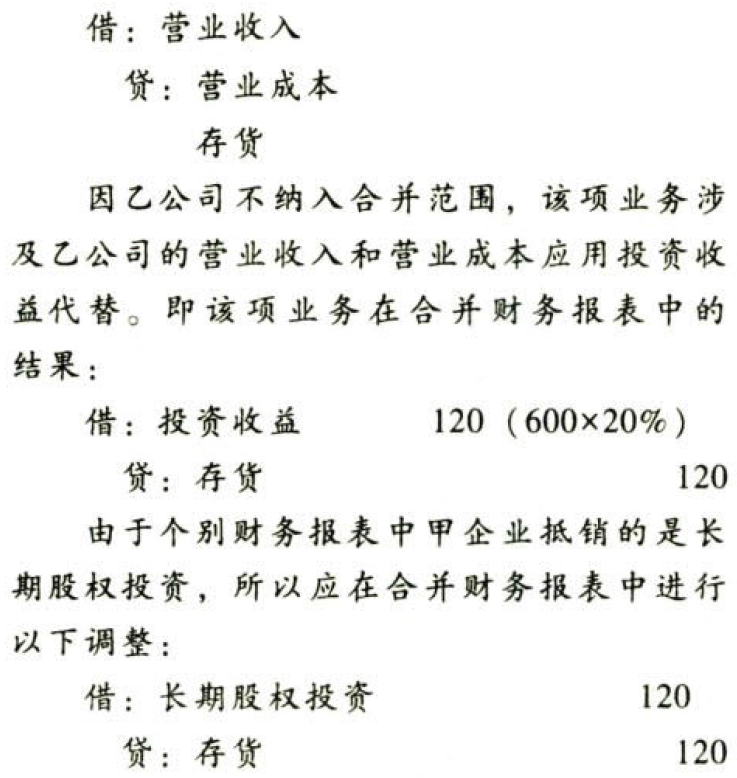 借：营业收入
贷：营业成本
存货
因乙公司不纳入合并范围，该项业务涉
及乙公司的营业收入和营业成本应用投资收
益代替。即该项业务在合并财务报表中的
结果：
借：投资收益 120（600×20%）
贷：存货 120
由于个别财务报表中甲企业抵销的是长
期股权投资，所以应在合并财务报表中进行
以下调整：
借：长期股权投资 120
贷：存货 120